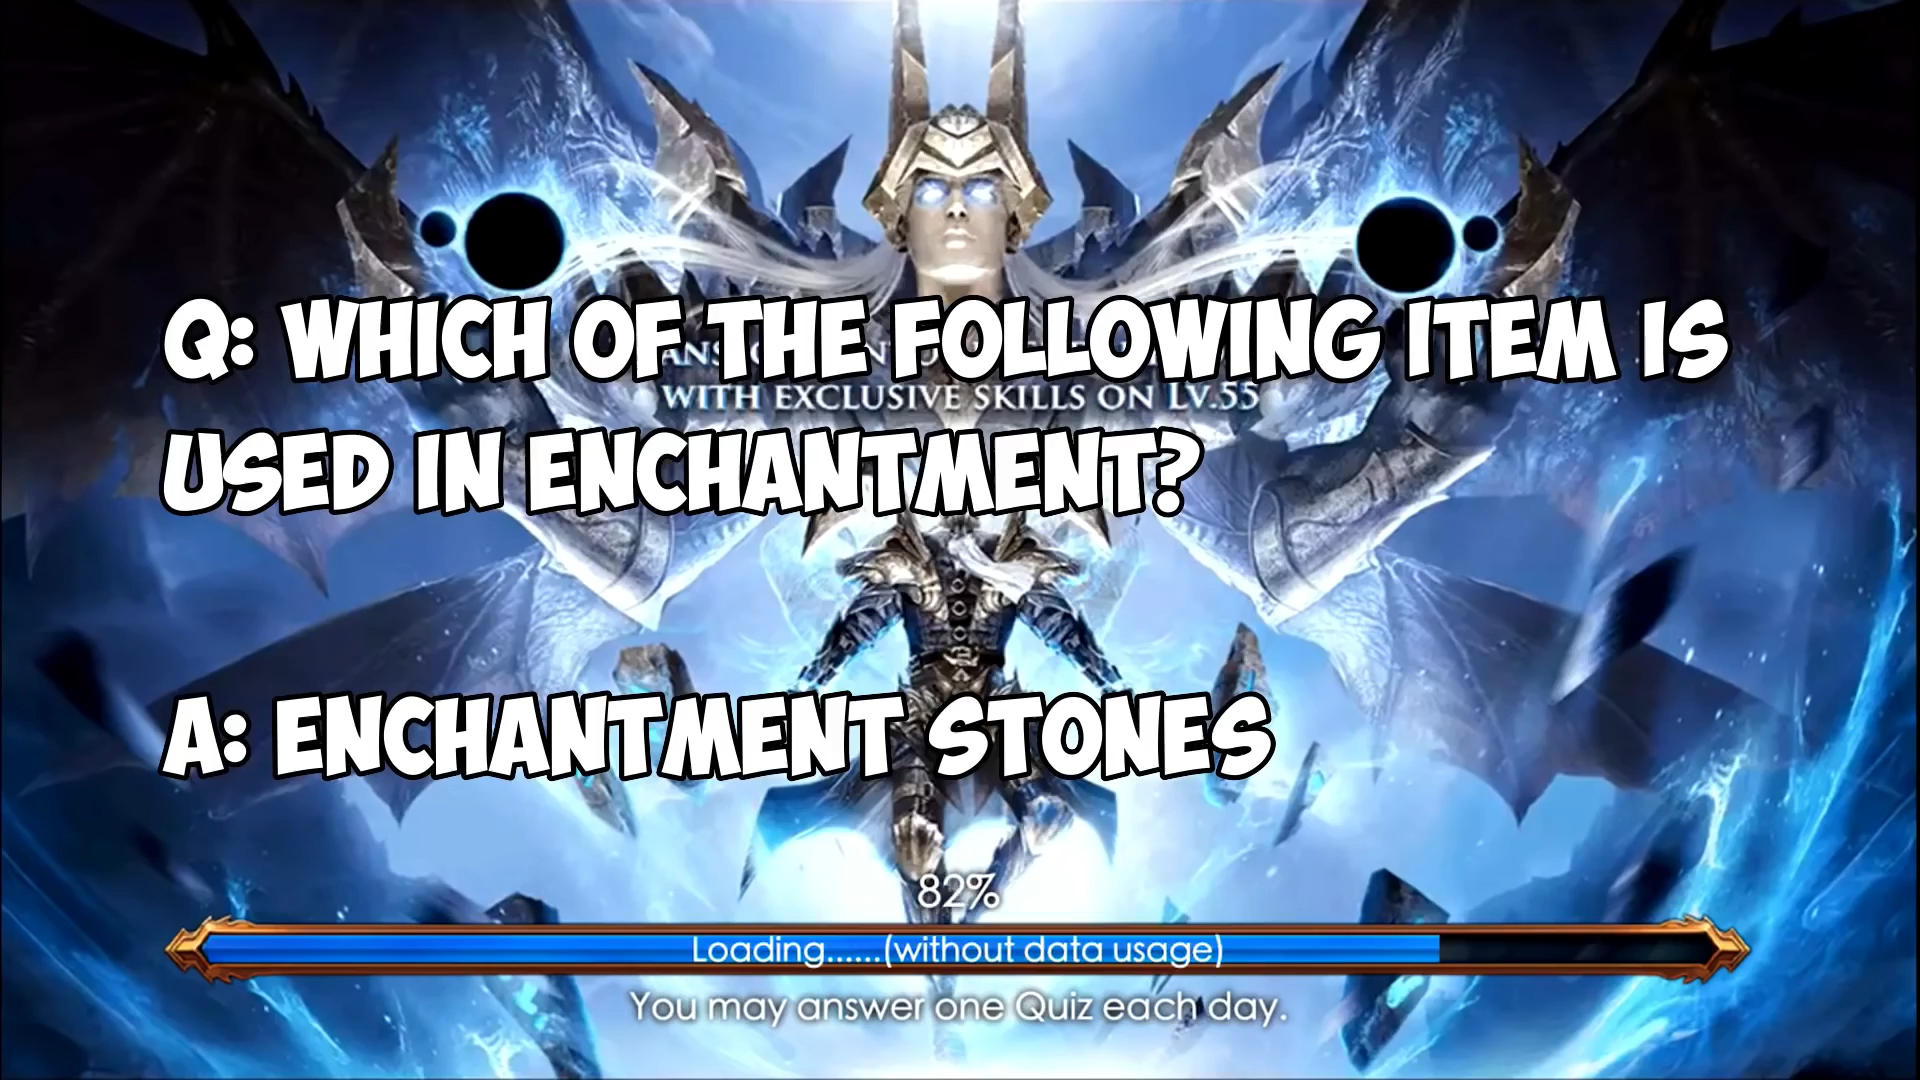 Q: WHICH OF THE FOLLOWING ITEM IS
WITH EXCLUSIVE SKILLS ON LV.55
USED IN ENCHANTMENT?
A: ENCHANTMENT STONES
82%
Loading......(without data usage)
You may answer one Quiz each day.